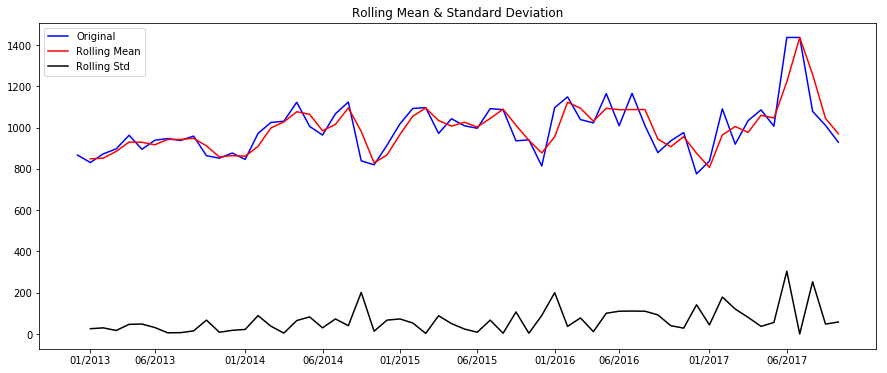 Rolling Mean & Standard Deviation
Original
Rolling Mean
Rolling Std
1400
1200
1000
800
600
400
200
0
01/2013 06/2013 01/2014 06/2014 01/2015 06/2015 01/2016 06/2016 01/2017 06/2017